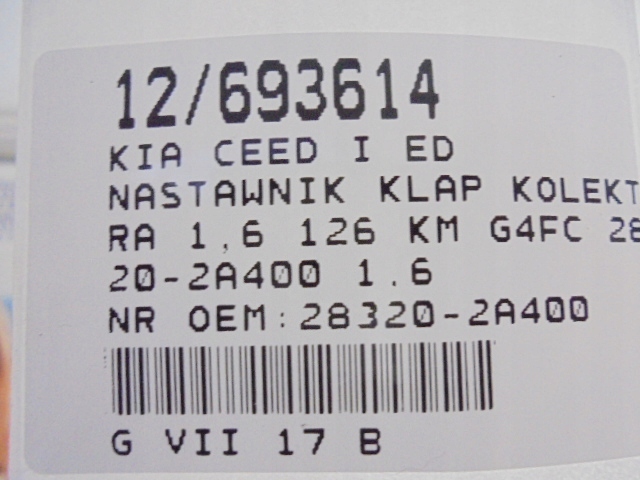 12/693614
KIA CEED I ED
NASTAWNIK KLAP KOLEKT
RA 1,6 126 KM G4FC 28
20-2A400 1.6
NR OEM:28320-2A400
G VII 17 B